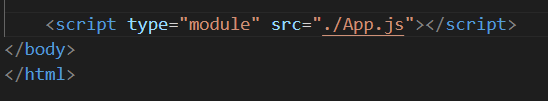 <script type="module" src="./App.js"></script>
</body>
</html>